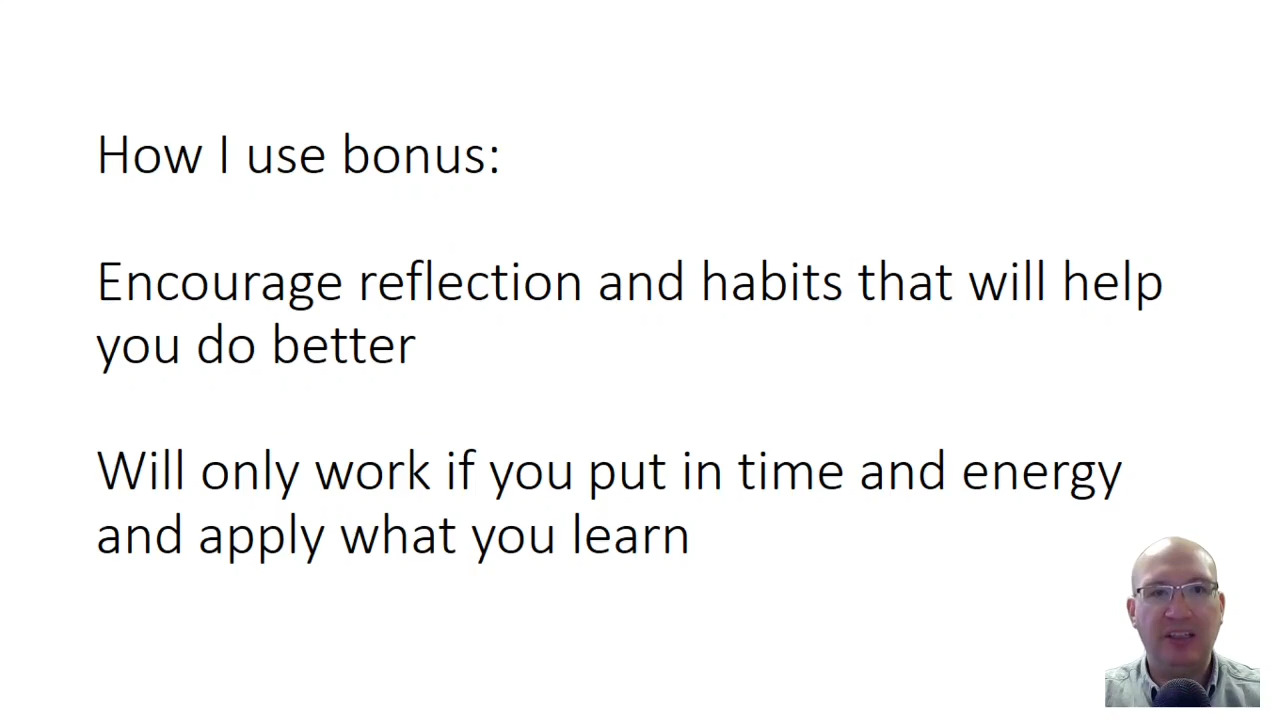 How I use bonus:
Encourage reflection and habits that will help
you do better
Will only work if you put in time and energy
and apply what you learn